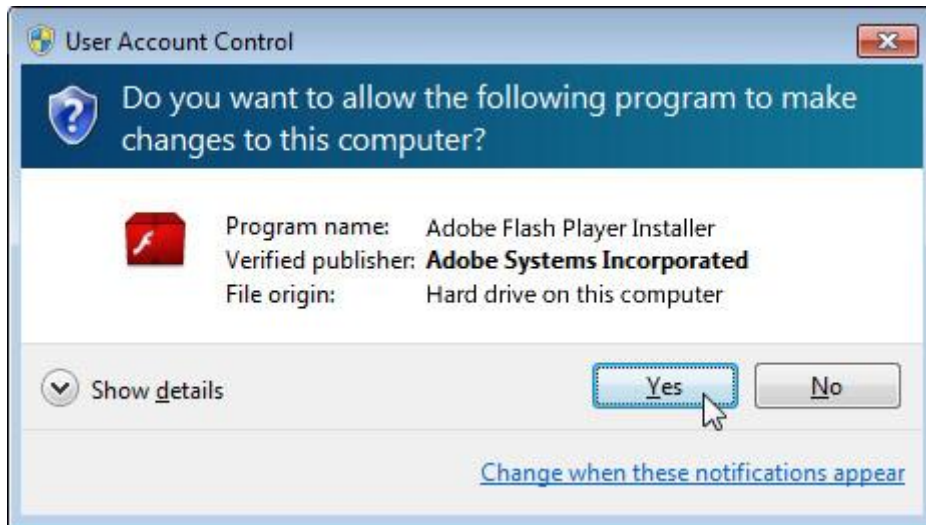 User Account Control
Do you want to allow the following program to make
changes to this computer?
Program name: Adobe Flash Player Installer
Verified publisher: Adobe Systems Incorporated
File origin: Hard drive on this computer
Show details
Yes
No
Change when these notifications appear